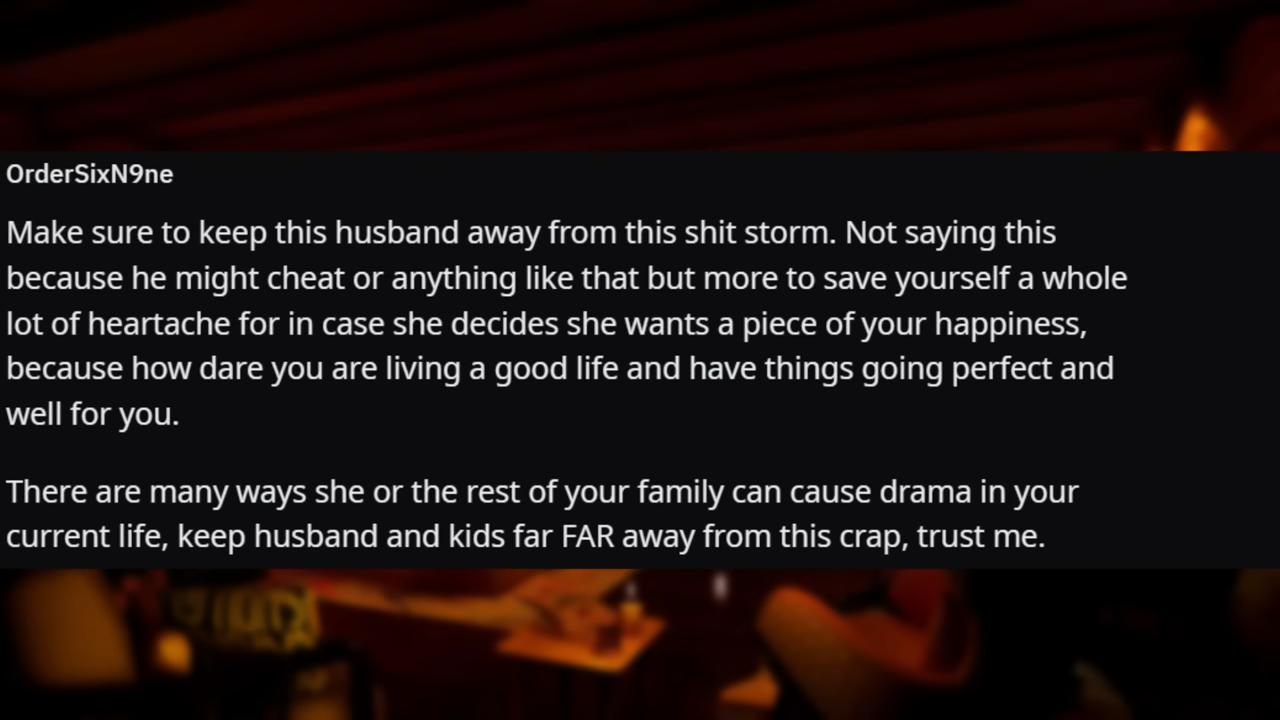 OrderSixN9ne
Make sure to keep this husband away from this shit storm. Not saying this
because he might cheat or anything like that but more to save yourself a whole
lot of heartache for in case she decides she wants a piece of your happiness,
because how dare you are living a good life and have things going perfect and
well for you.
There are many ways she or the rest of your family can cause drama in your
current life, keep husband and kids far FAR away from this crap, trust me.